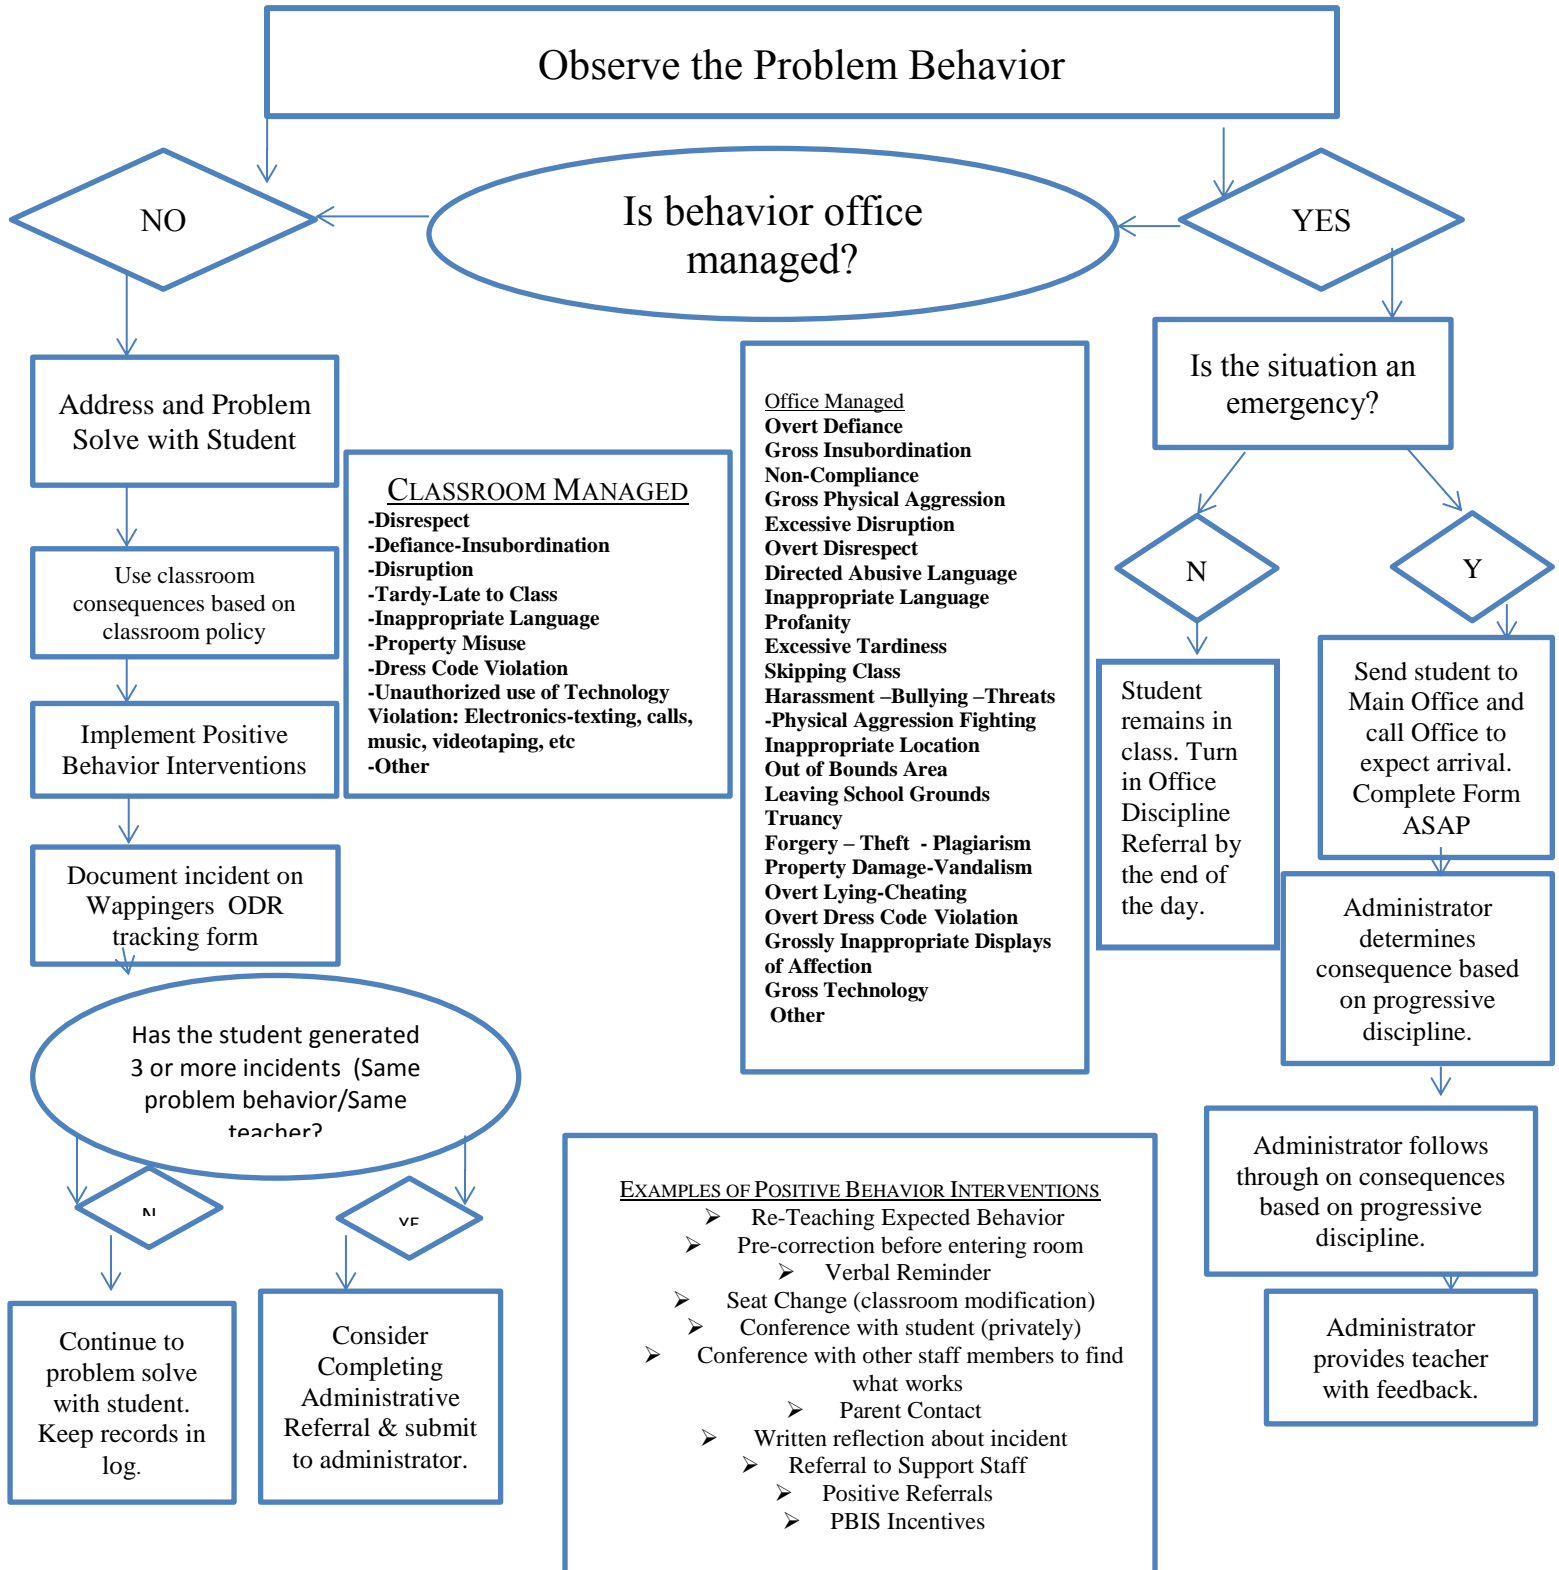 Observe the Problem Behavior
NO
Is behavior office
managed?
YES
Address and Problem
Solve with Student
Use classroom
consequences based on
classroom policy
Implement Positive
Behavior Interventions
Document incident on
Wappingers ODR
tracking form
Has the student generated
3 or more incidents (Same
problem behavior/Same
teacher?
Continue to
problem solve
with student.
Keep records in
log.
Consider
Completing
Administrative
Referral & submit
to administrator.
CLASSROOM MANAGED
-Disrespect
-Defiance-Insubordination
-Disruption
-Tardy-Late to Class
-Inappropriate Language
-Property Misuse
-Dress Code Violation
-Unauthorized use of Technology
Violation: Electronics-texting, calls,
music, videotaping, etc
-Other
Office Managed
Overt Defiance
Gross Insubordination
Non-Compliance
Gross Physical Aggression
Excessive Disruption
Overt Disrespect
Directed Abusive Language
Inappropriate Language
Profanity
Excessive Tardiness
Skipping Class
Harassment –Bullying –Threats
-Physical Aggression Fighting
Inappropriate Location
Out of Bounds Area
Leaving School Grounds
Truancy
Forgery – Theft - Plagiarism
Property Damage-Vandalism
Overt Lying-Cheating
Overt Dress Code Violation
Grossly Inappropriate Displays
of Affection
Gross Technology
Other
Is the situation an
emergency?
N
Y
Student
remains in
class. Turn
in Office
Discipline
Referral by
the end of
the day.
Send student to
Main Office and
call Office to
expect arrival.
Complete Form
ASAP
Administrator
determines
consequence based
on progressive
discipline.
Administrator follows
through on consequences
based on progressive
discipline.
Administrator
provides teacher
with feedback.
EXAMPLES OF POSITIVE BEHAVIOR INTERVENTIONS
➢ Re-Teaching Expected Behavior
➢ Pre-correction before entering room
➢ Verbal Reminder
➢ Seat Change (classroom modification)
➢ Conference with student (privately)
➢ Conference with other staff members to find
what works
➢ Parent Contact
➢ Written reflection about incident
➢ Referral to Support Staff
➢ Positive Referrals
➢ PBIS Incentives